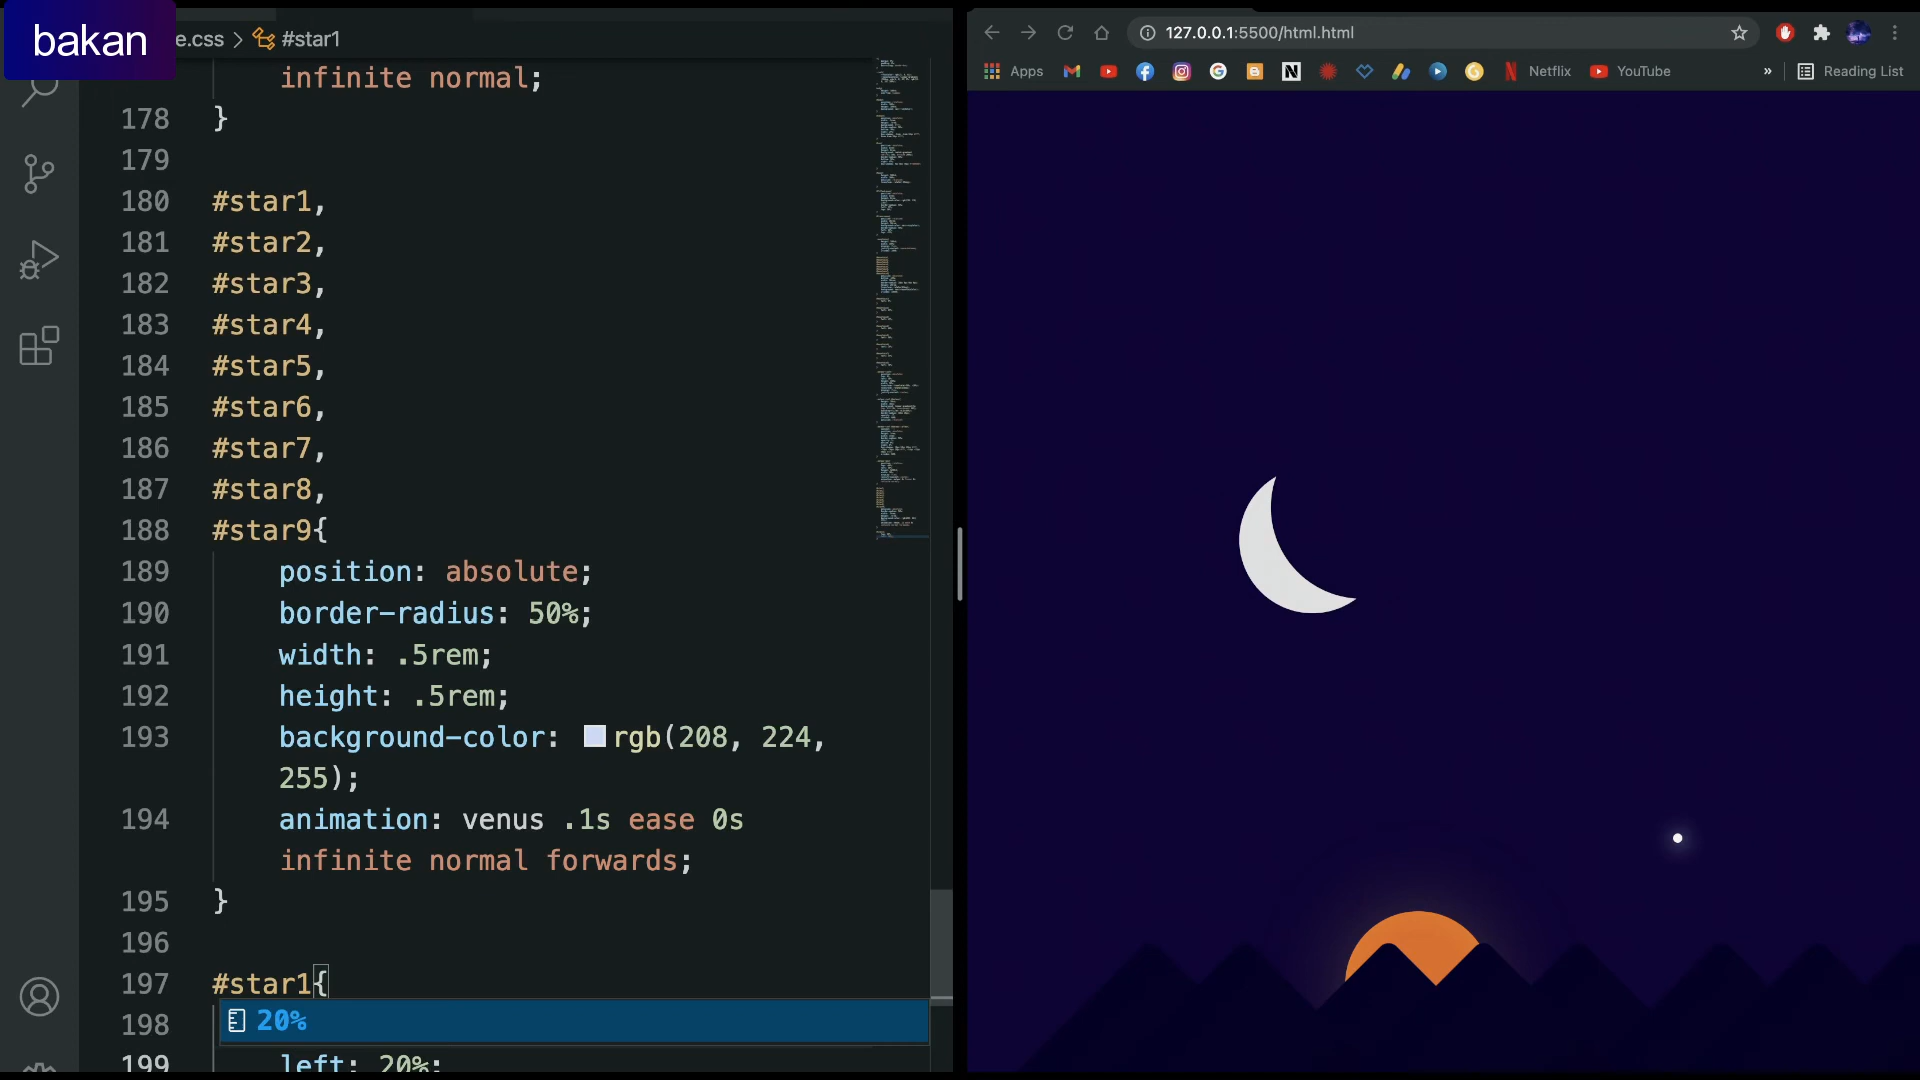 bakan
e.css > #star1
infinite normal;
178 }
179
180 #star1,
181 #star2,
182 #star3,
183 #star4,
184 #star5,
185 #star6,
186 #star7,
187 #star8,
188 #star9{
189 position: absolute;
190 border-radius: 50%;
191 width: .5rem;
192 height: .5rem;
193 background-color: rgb(208, 224,
255);
194 animation: venus .1s ease 0s
infinite normal forwards;
195 }
196
197 #star1{
198
20%
199 left: 20%;
127.0.0.1:5500/html.html
Apps Netflix YouTube » Reading List